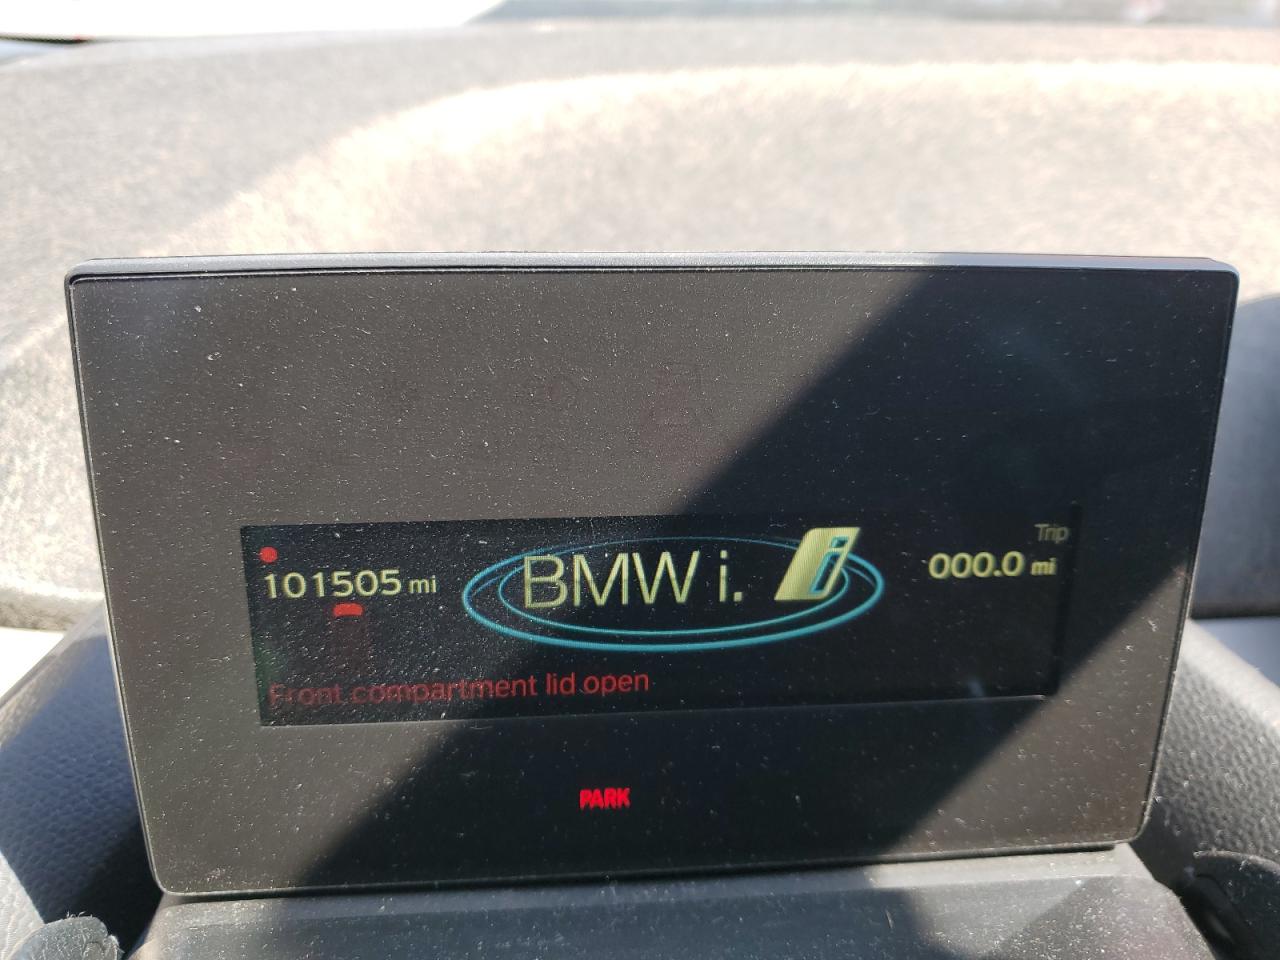 Trip
101505 mi
BMW i.
i
000.0 mi
Front compartment lid open
PARK